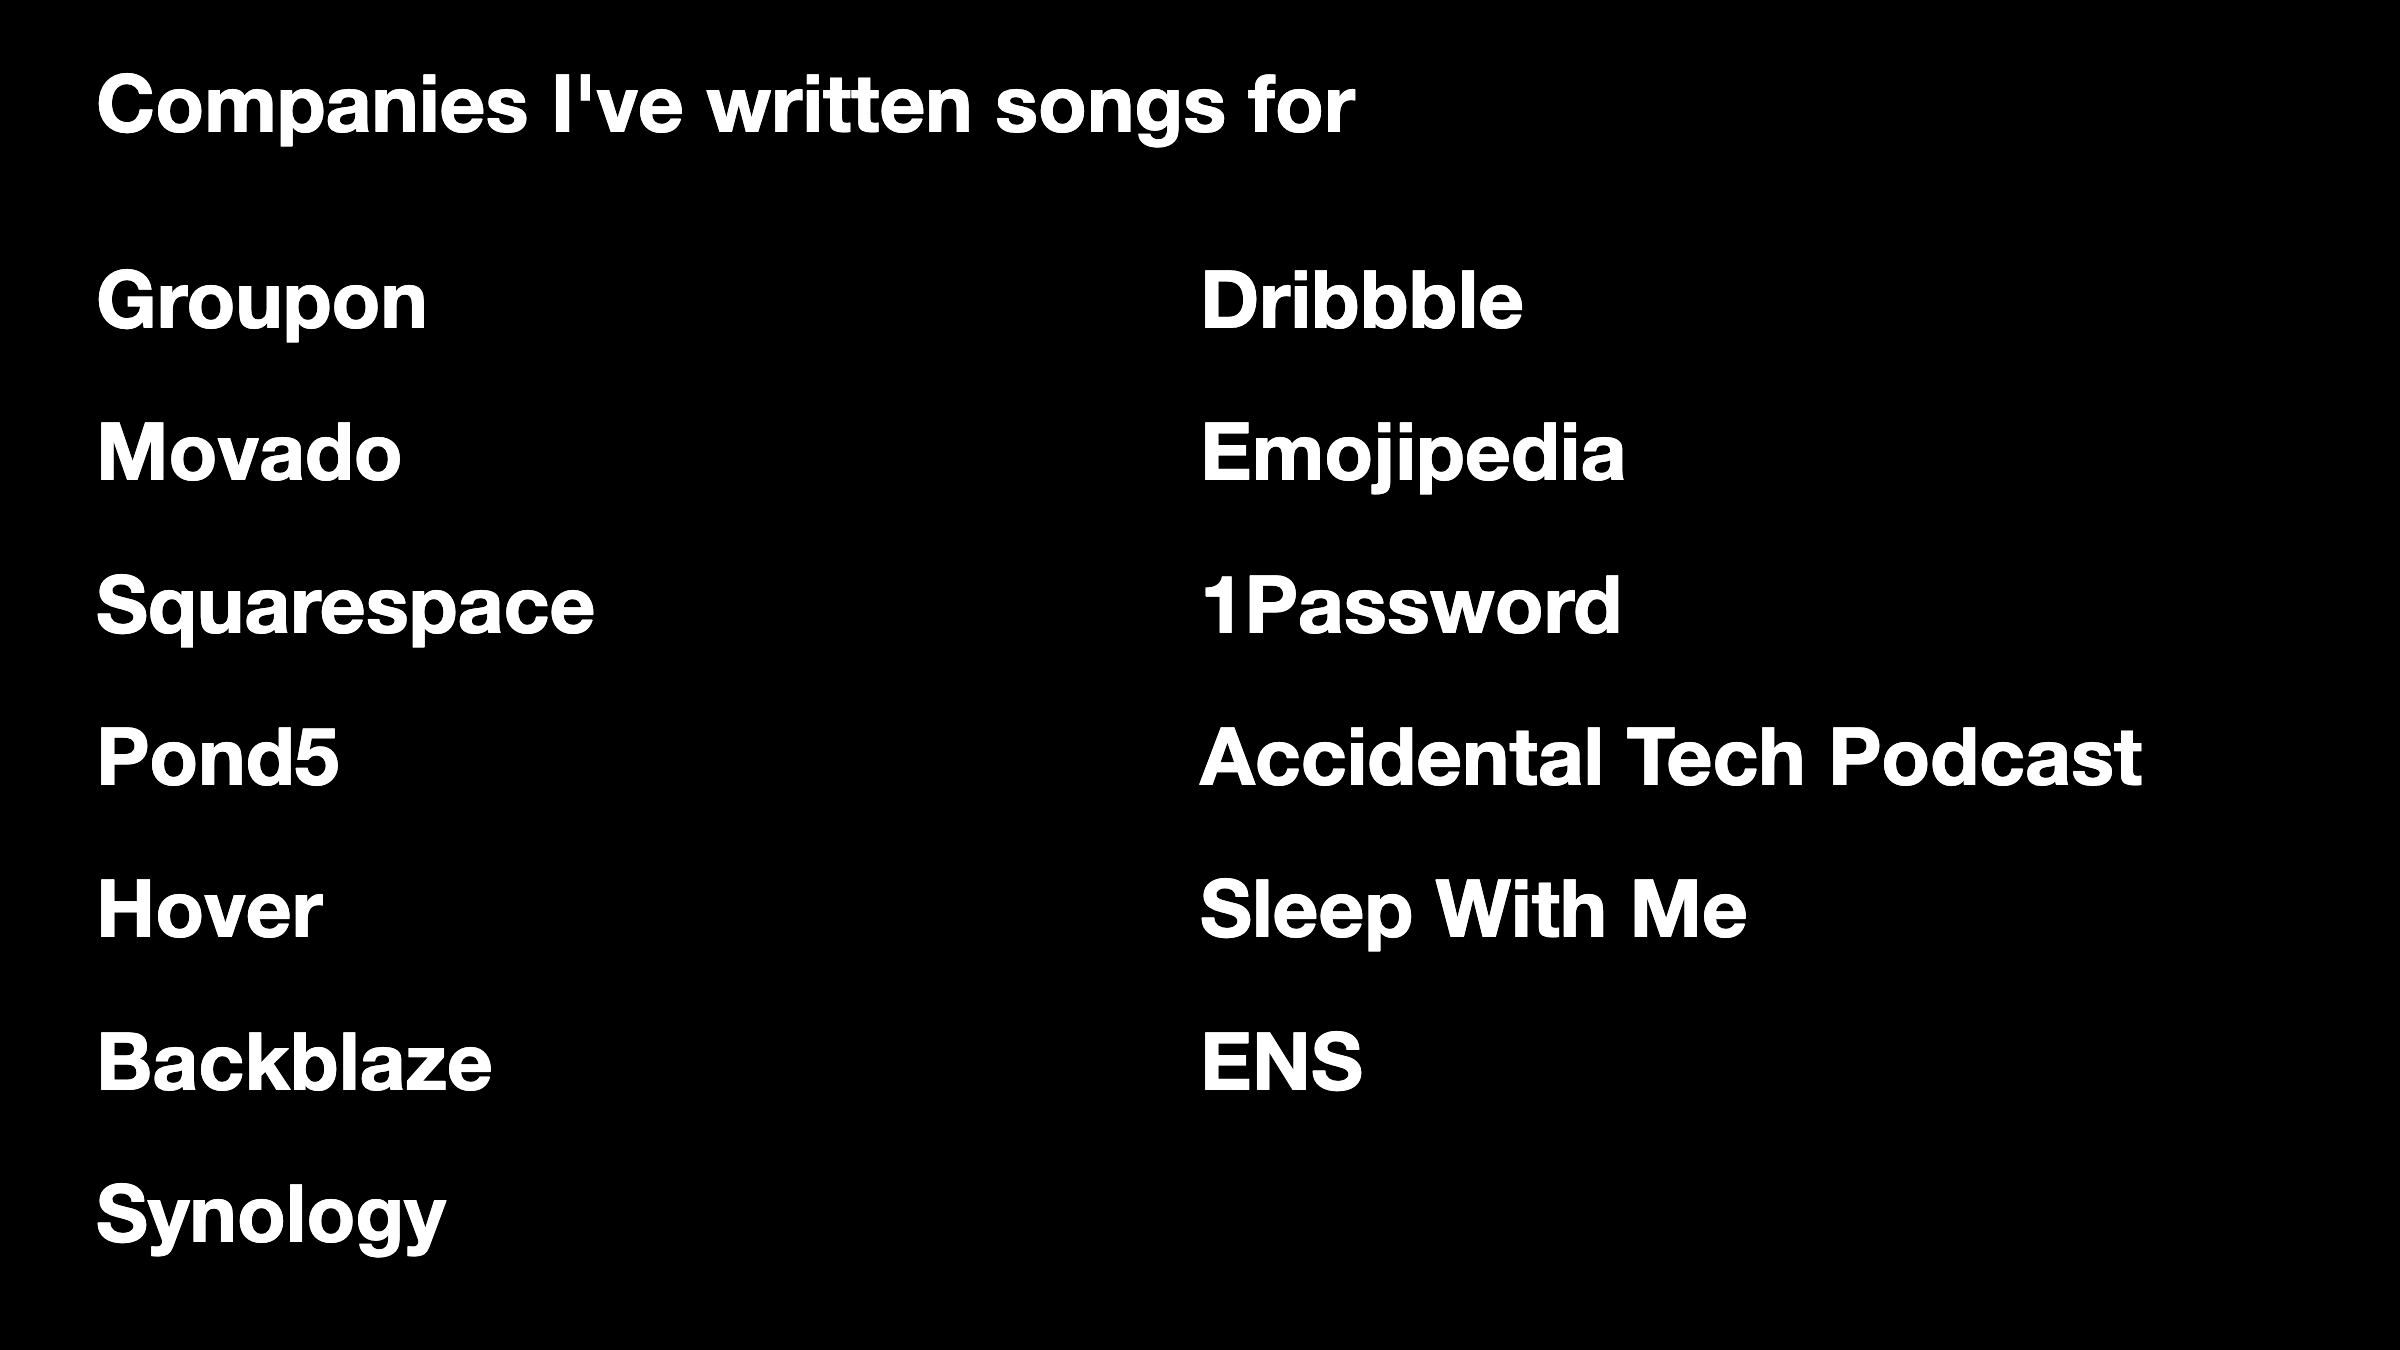 Companies I've written songs for
Groupon
Movado
Squarespace
Pond5
Hover
Backblaze
Synology
Dribbble
Emojipedia
1Password
Accidental Tech Podcast
Sleep With Me
ENS